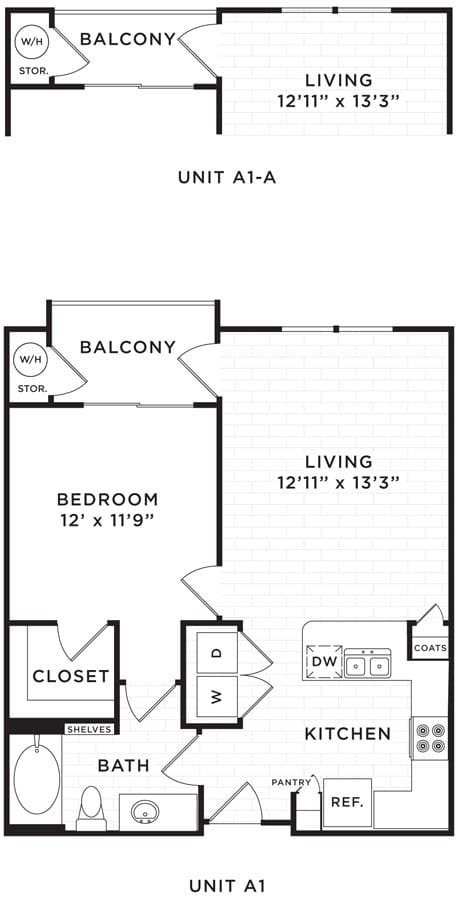 W/H
STOR.
BALCONY
LIVING
12’11” x 13’3”
UNIT A1-A
W/H
STOR.
BALCONY
LIVING
12’11” x 13’3”
BEDROOM
12’ x 11’9”
CLOSET
D
W
DW
COATS
SHELVES
BATH
KITCHEN
PANTRY
REF.
UNIT A1